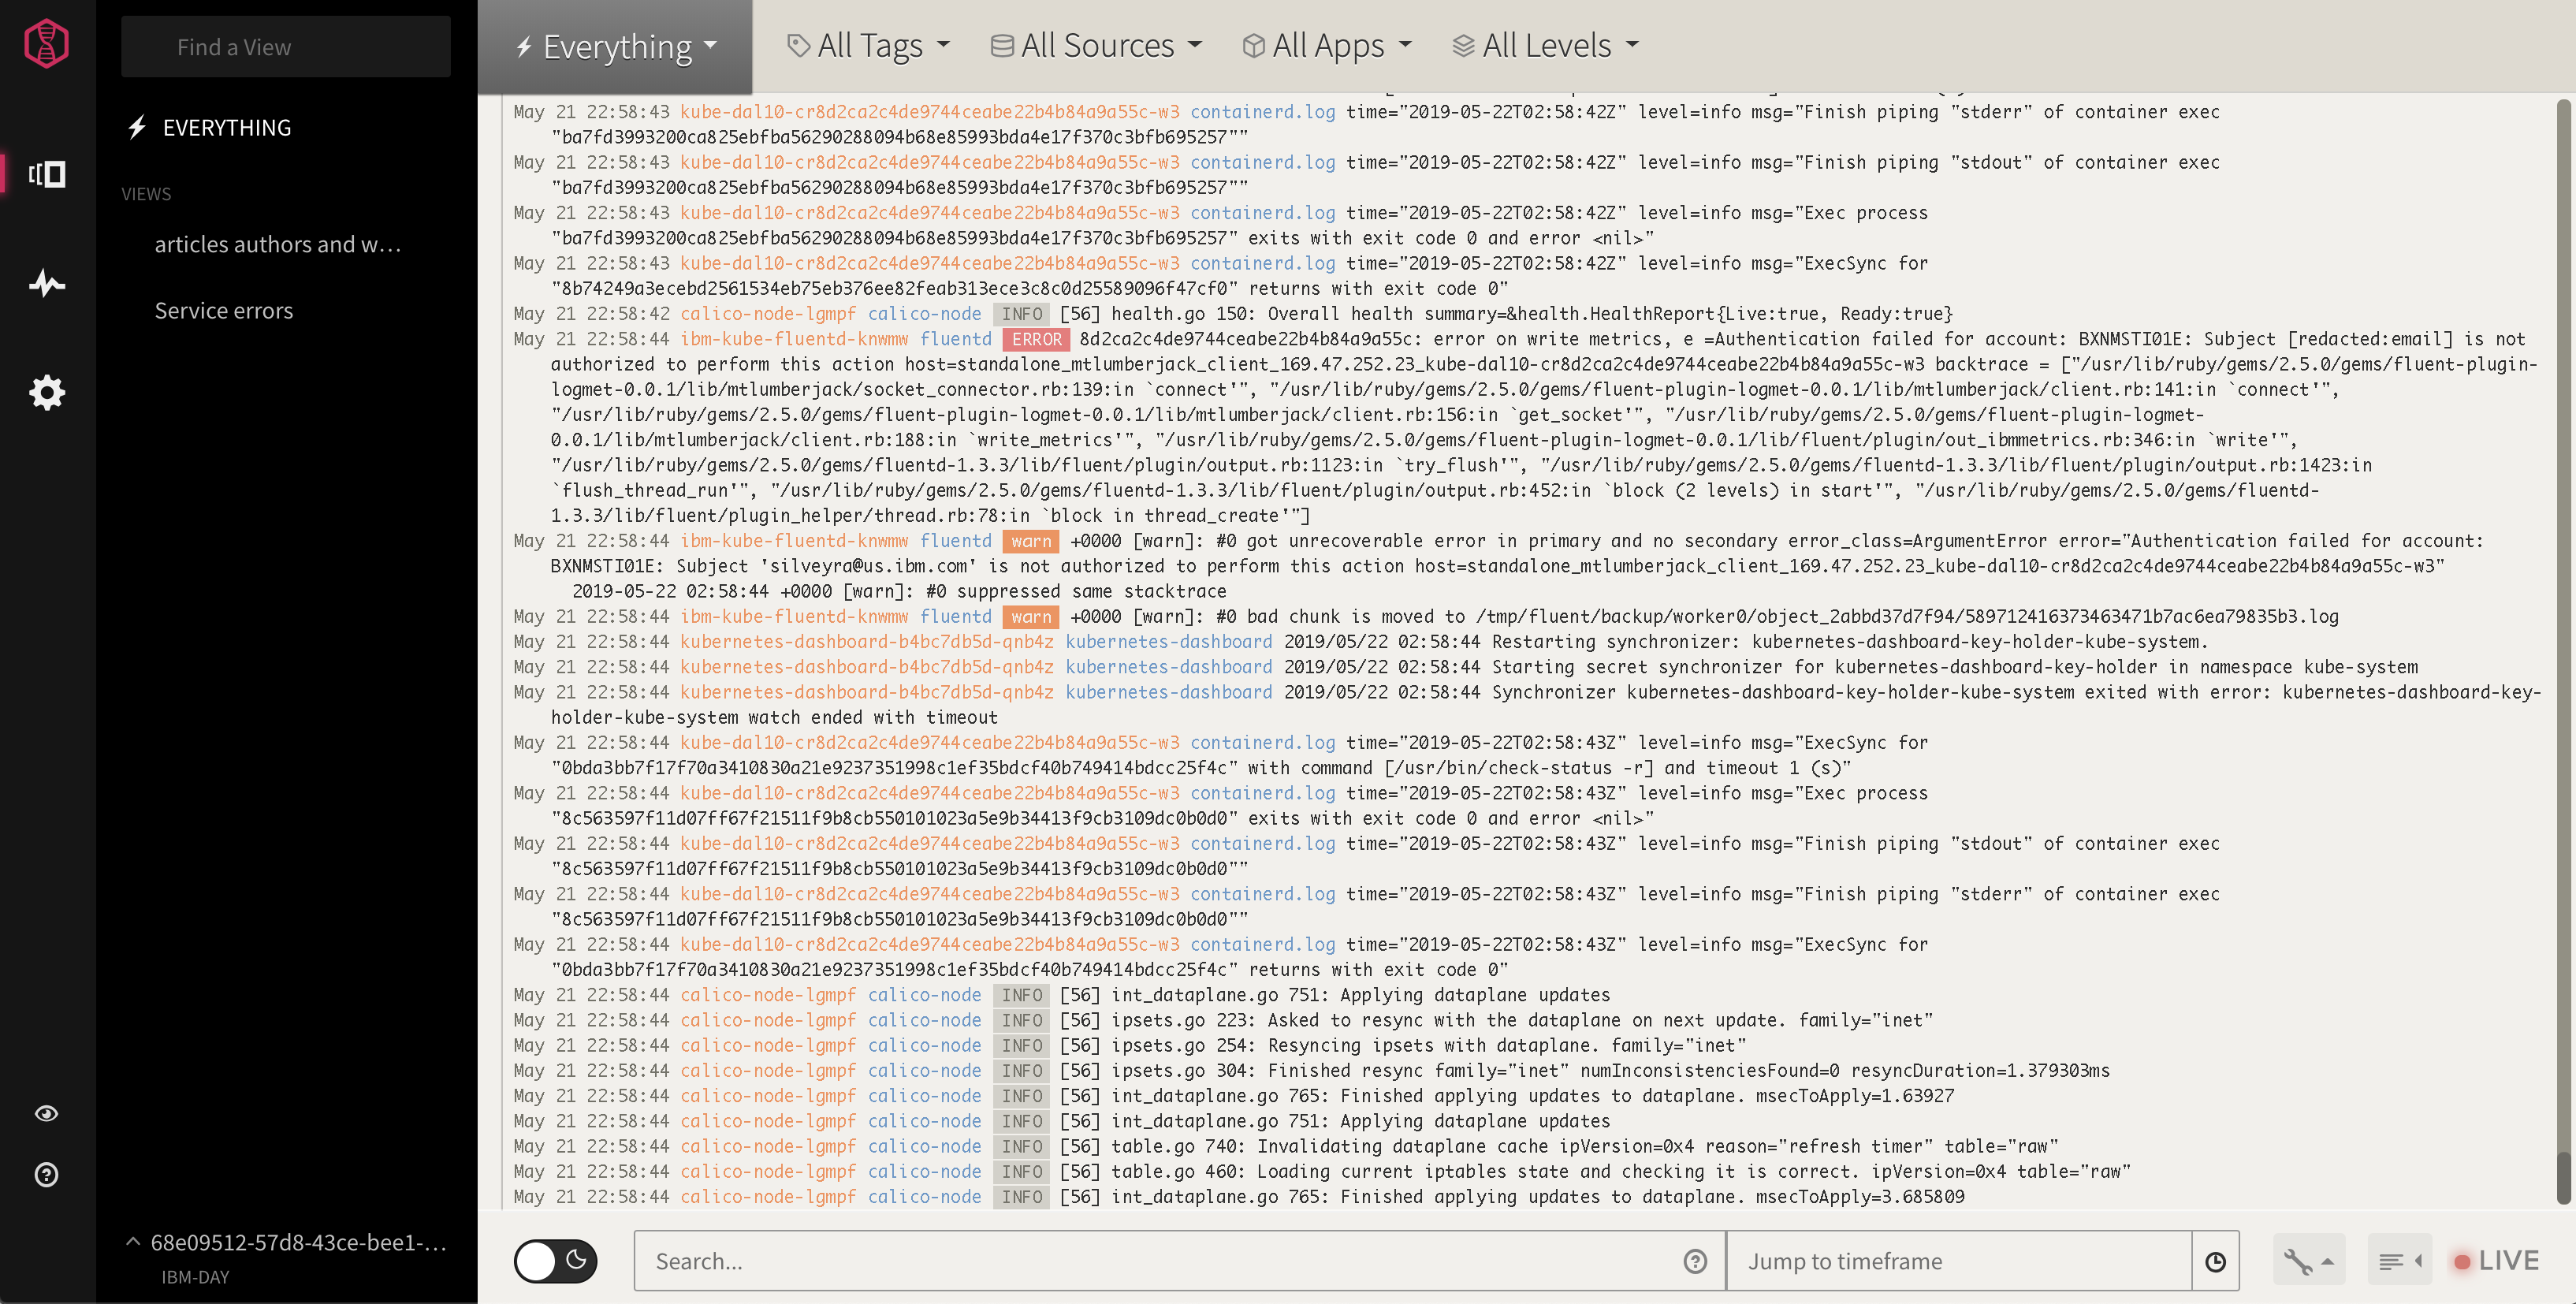 Find a View
EVERYTHING
VIEWS
articles authors and w...
Service errors
68e09512-57d8-43ce-bee1-...
IBM-DAY
Everything
All Tags
All Sources
All Apps
All Levels
May 21 22:58:43 kube-dal10-cr8d2ca2c4de9744ceabe22b4b84a9a55c-w3 containerd.log time="2019-05-22T02:58:42Z" level=info msg="Finish piping "stderr" of container exec
"ba7fd3993200ca825ebfba56290288094b68e85993bda4e17f370c3bfb695257""
May 21 22:58:43 kube-dal10-cr8d2ca2c4de9744ceabe22b4b84a9a55c-w3 containerd.log time="2019-05-22T02:58:42Z" level=info msg="Finish piping "stdout" of container exec
"ba7fd3993200ca825ebfba56290288094b68e85993bda4e17f370c3bfb695257""
May 21 22:58:43 kube-dal10-cr8d2ca2c4de9744ceabe22b4b84a9a55c-w3 containerd.log time="2019-05-22T02:58:42Z" level=info msg="Exec process
"ba7fd3993200ca825ebfba56290288094b68e85993bda4e17f370c3bfb695257" exits with exit code 0 and error <nil>"
May 21 22:58:43 kube-dal10-cr8d2ca2c4de9744ceabe22b4b84a9a55c-w3 containerd.log time="2019-05-22T02:58:42Z" level=info msg="ExecSync for
"8b74249a3ecebd2561534eb75eb376ee82feab313ece3c8c0d25589096f47cf0" returns with exit code 0"
May 21 22:58:42 calico-node-lgmpf calico-node INFO [56] health.go 150: Overall health summary=&health.HealthReport{Live:true, Ready:true}
May 21 22:58:44 ibm-kube-fluentd-knwmw fluentd ERROR 8d2ca2c4de9744ceabe22b4b84a9a55c: error on write metrics, e =Authentication failed for account: BXNMSTI01E: Subject [redacted:email] is not
authorized to perform this action host=standalone_mtlumberjack_client_169.47.252.23_kube-dal10-cr8d2ca2c4de9744ceabe22b4b84a9a55c-w3 backtrace = ["/usr/lib/ruby/gems/2.5.0/gems/fluent-plugin-
logmet-0.0.1/lib/mtlumberjack/socket_connector.rb:139:in `connect'", "/usr/lib/ruby/gems/2.5.0/gems/fluent-plugin-logmet-0.0.1/lib/mtlumberjack/client.rb:141:in `connect'",
"/usr/lib/ruby/gems/2.5.0/gems/fluent-plugin-logmet-0.0.1/lib/mtlumberjack/client.rb:156:in `get_socket'", "/usr/lib/ruby/gems/2.5.0/gems/fluent-plugin-logmet-
0.0.1/lib/mtlumberjack/client.rb:188:in `write_metrics'", "/usr/lib/ruby/gems/2.5.0/gems/fluent-plugin-logmet-0.0.1/lib/fluent/plugin/out_ibmmetrics.rb:346:in `write'",
"/usr/lib/ruby/gems/2.5.0/gems/fluentd-1.3.3/lib/fluent/plugin/output.rb:1123:in `try_flush'", "/usr/lib/ruby/gems/2.5.0/gems/fluentd-1.3.3/lib/fluent/plugin/output.rb:1423:in
`flush_thread_run'", "/usr/lib/ruby/gems/2.5.0/gems/fluentd-1.3.3/lib/fluent/plugin/output.rb:452:in `block (2 levels) in start'", "/usr/lib/ruby/gems/2.5.0/gems/fluentd-
1.3.3/lib/fluent/plugin_helper/thread.rb:78:in `block in thread_create'"]
May 21 22:58:44 ibm-kube-fluentd-knwmw fluentd warn +0000 [warn]: #0 got unrecoverable error in primary and no secondary error_class=ArgumentError error="Authentication failed for account:
BXNMSTI01E: Subject 'silveyra@us.ibm.com' is not authorized to perform this action host=standalone_mtlumberjack_client_169.47.252.23_kube-dal10-cr8d2ca2c4de9744ceabe22b4b84a9a55c-w3"
2019-05-22 02:58:44 +0000 [warn]: #0 suppressed same stacktrace
May 21 22:58:44 ibm-kube-fluentd-knwmw fluentd warn +0000 [warn]: #0 bad chunk is moved to /tmp/fluent/backup/worker0/object_2abbd37d7f94/589712416373463471b7ac6ea79835b3.log
May 21 22:58:44 kubernetes-dashboard-b4bc7db5d-qnb4z kubernetes-dashboard 2019/05/22 02:58:44 Restarting synchronizer: kubernetes-dashboard-key-holder-kube-system.
May 21 22:58:44 kubernetes-dashboard-b4bc7db5d-qnb4z kubernetes-dashboard 2019/05/22 02:58:44 Starting secret synchronizer for kubernetes-dashboard-key-holder in namespace kube-system
May 21 22:58:44 kubernetes-dashboard-b4bc7db5d-qnb4z kubernetes-dashboard 2019/05/22 02:58:44 Synchronizer kubernetes-dashboard-key-holder-kube-system exited with error: kubernetes-dashboard-key-
holder-kube-system watch ended with timeout
May 21 22:58:44 kube-dal10-cr8d2ca2c4de9744ceabe22b4b84a9a55c-w3 containerd.log time="2019-05-22T02:58:43Z" level=info msg="ExecSync for
"0bda3bb7f17f70a3410830a21e9237351998c1ef35bdcf40b749414bdcc25f4c" with command [/usr/bin/check-status -r] and timeout 1 (s)"
May 21 22:58:44 kube-dal10-cr8d2ca2c4de9744ceabe22b4b84a9a55c-w3 containerd.log time="2019-05-22T02:58:43Z" level=info msg="Exec process
"8c563597f11d07ff67f21511f9b8cb550101023a5e9b34413f9cb3109dc0b0d0" exits with exit code 0 and error <nil>"
May 21 22:58:44 kube-dal10-cr8d2ca2c4de9744ceabe22b4b84a9a55c-w3 containerd.log time="2019-05-22T02:58:43Z" level=info msg="Finish piping "stdout" of container exec
"8c563597f11d07ff67f21511f9b8cb550101023a5e9b34413f9cb3109dc0b0d0""
May 21 22:58:44 kube-dal10-cr8d2ca2c4de9744ceabe22b4b84a9a55c-w3 containerd.log time="2019-05-22T02:58:43Z" level=info msg="Finish piping "stderr" of container exec
"8c563597f11d07ff67f21511f9b8cb550101023a5e9b34413f9cb3109dc0b0d0""
May 21 22:58:44 kube-dal10-cr8d2ca2c4de9744ceabe22b4b84a9a55c-w3 containerd.log time="2019-05-22T02:58:43Z" level=info msg="ExecSync for
"0bda3bb7f17f70a3410830a21e9237351998c1ef35bdcf40b749414bdcc25f4c" returns with exit code 0"
May 21 22:58:44 calico-node-lgmpf calico-node INFO [56] int_dataplane.go 751: Applying dataplane updates
May 21 22:58:44 calico-node-lgmpf calico-node INFO [56] ipsets.go 223: Asked to resync with the dataplane on next update. family="inet"
May 21 22:58:44 calico-node-lgmpf calico-node INFO [56] ipsets.go 254: Resyncing ipsets with dataplane. family="inet"
May 21 22:58:44 calico-node-lgmpf calico-node INFO [56] ipsets.go 304: Finished resync family="inet" numInconsistenciesFound=0 resyncDuration=1.379303ms
May 21 22:58:44 calico-node-lgmpf calico-node INFO [56] int_dataplane.go 765: Finished applying updates to dataplane. msecToApply=1.63927
May 21 22:58:44 calico-node-lgmpf calico-node INFO [56] int_dataplane.go 751: Applying dataplane updates
May 21 22:58:44 calico-node-lgmpf calico-node INFO [56] table.go 740: Invalidating dataplane cache ipVersion=0x4 reason="refresh timer" table="raw"
May 21 22:58:44 calico-node-lgmpf calico-node INFO [56] table.go 460: Loading current iptables state and checking it is correct. ipVersion=0x4 table="raw"
May 21 22:58:44 calico-node-lgmpf calico-node INFO [56] int_dataplane.go 765: Finished applying updates to dataplane. msecToApply=3.685809
Search...
Jump to timeframe
LIVE